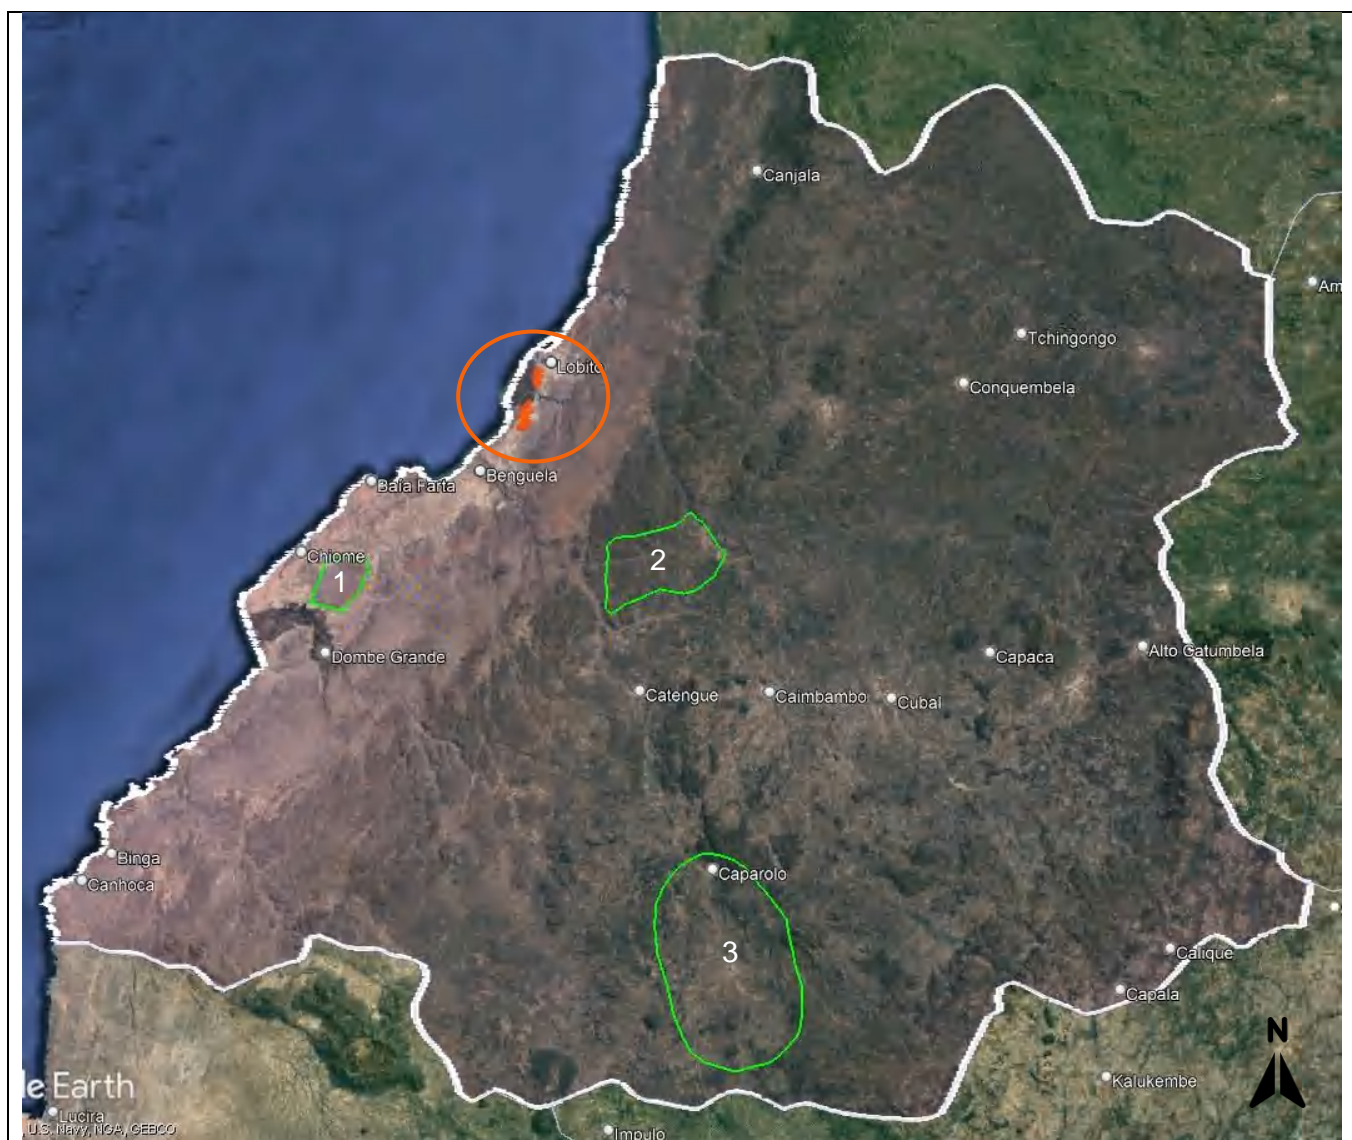 Canjala
Am
Tchingongo
Lobito
Conquembela
Benguela
Baia Farta
Chiome
1
2
Dombe Grande
Capaca
Alto Catumbela
Catengue
Caimbambo
Cubal
Binga
Canhoca
Caparolo
3
Calique
Capala
N
Kalukembe
le Earth
Lucira
U.S. Navy, NGA, GEBCO
Impulo